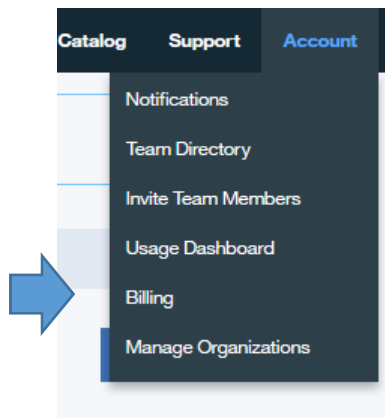 Catalog Support Account
Notifications
Team Directory
Invite Team Members
Usage Dashboard
Billing
Manage Organizations